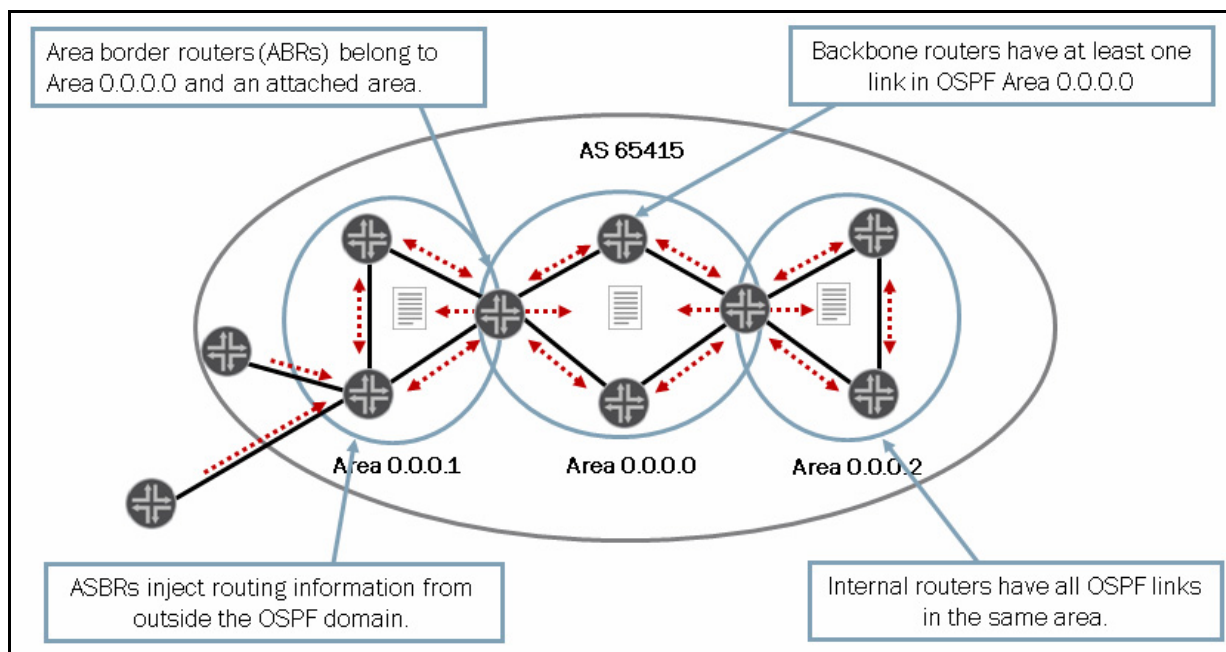 Area border routers (ABRs) belong to
Area 0.0.0.0 and an attached area.
Backbone routers have at least one
link in OSPF Area 0.0.0.0
AS 65415
Area 0.0.0.1
Area 0.0.0.0
Area 0.0.0.2
ASBRs inject routing information from
outside the OSPF domain.
Internal routers have all OSPF links
in the same area.